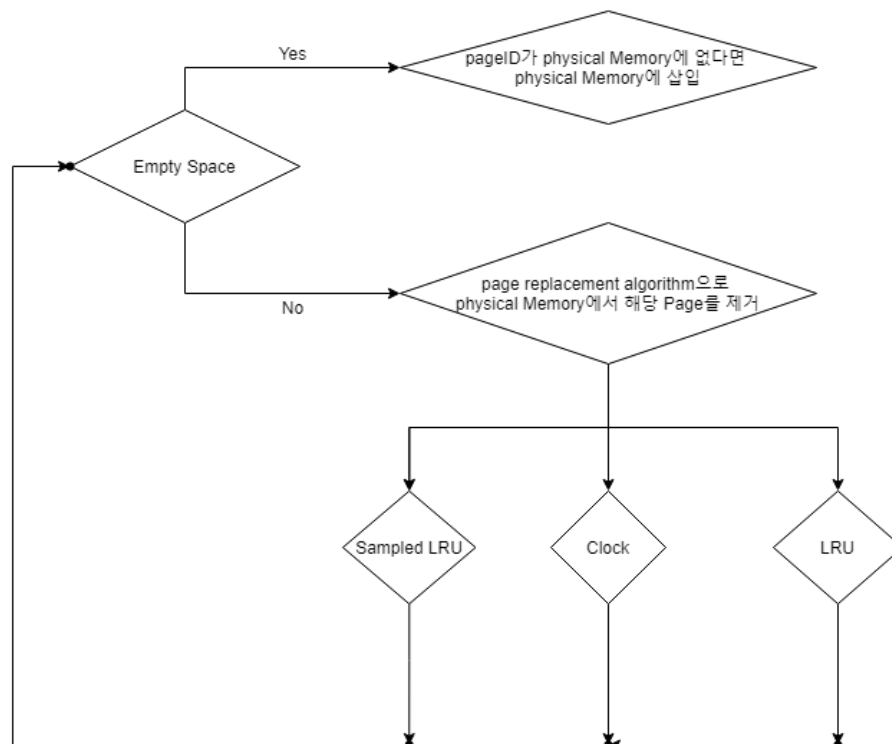 Yes
pageID가 physical Memory에 없다면
physical Memory에 삽입
Empty Space
page replacement algorithm으로
physical Memory에서 해당 Page를 제거
No
Sampled LRU
Clock
LRU